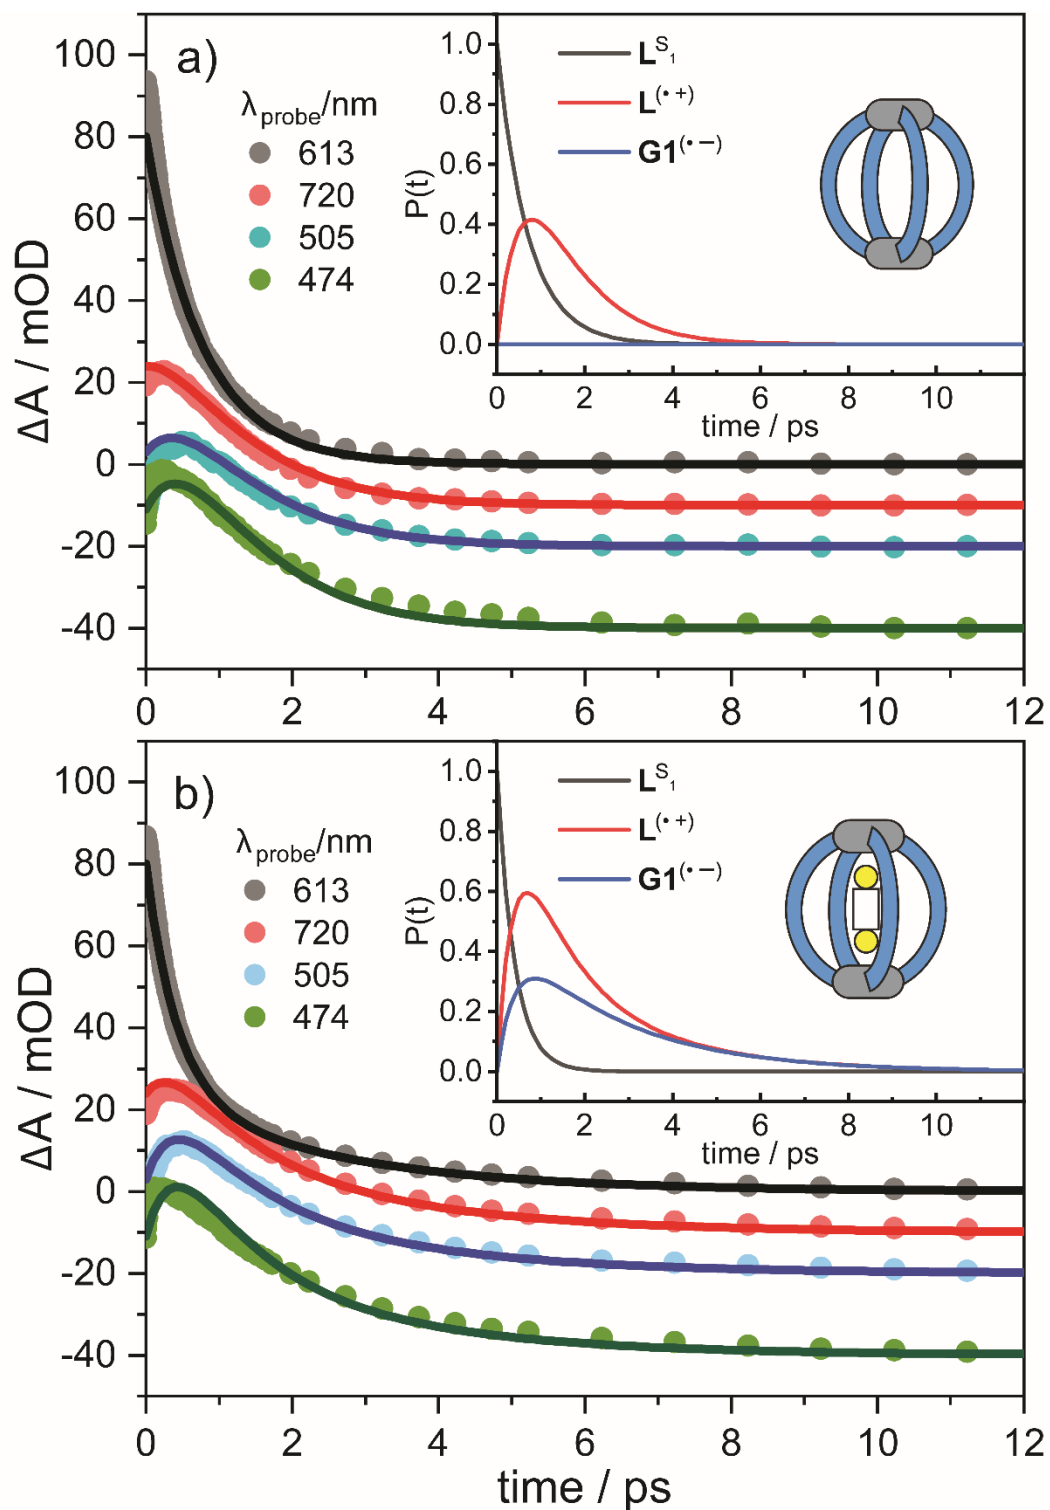 a)
λprobe/nm
613
720
505
474
100
80
60
40
20
0
-20
-40
ΔA / mOD
0 2 4 6 8 10 12
L^S₁
L^(• +)
G1^(• −)
1.0
0.8
0.6
0.4
0.2
0.0
P(t)
0 2 4 6 8 10
time / ps
b)
λprobe/nm
613
720
505
474
100
80
60
40
20
0
-20
-40
ΔA / mOD
0 2 4 6 8 10 12
time / ps
L^S₁
L^(• +)
G1^(• −)
1.0
0.8
0.6
0.4
0.2
0.0
P(t)
0 2 4 6 8 10
time / ps